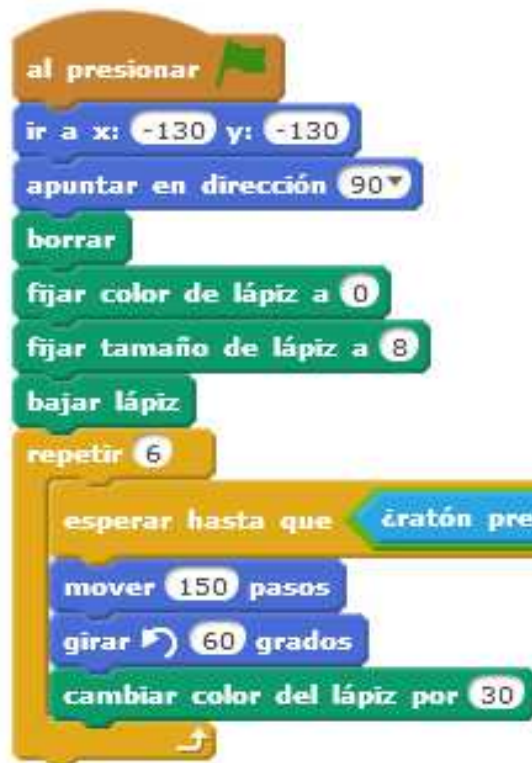 al presionar
ir a x: -130 y: -130
apuntar en dirección 90
borrar
fijar color de lápiz a 0
fijar tamaño de lápiz a 8
bajar lápiz
repetir 6
esperar hasta que ¿ratón pre
mover 150 pasos
girar 60 grados
cambiar color del lápiz por 30